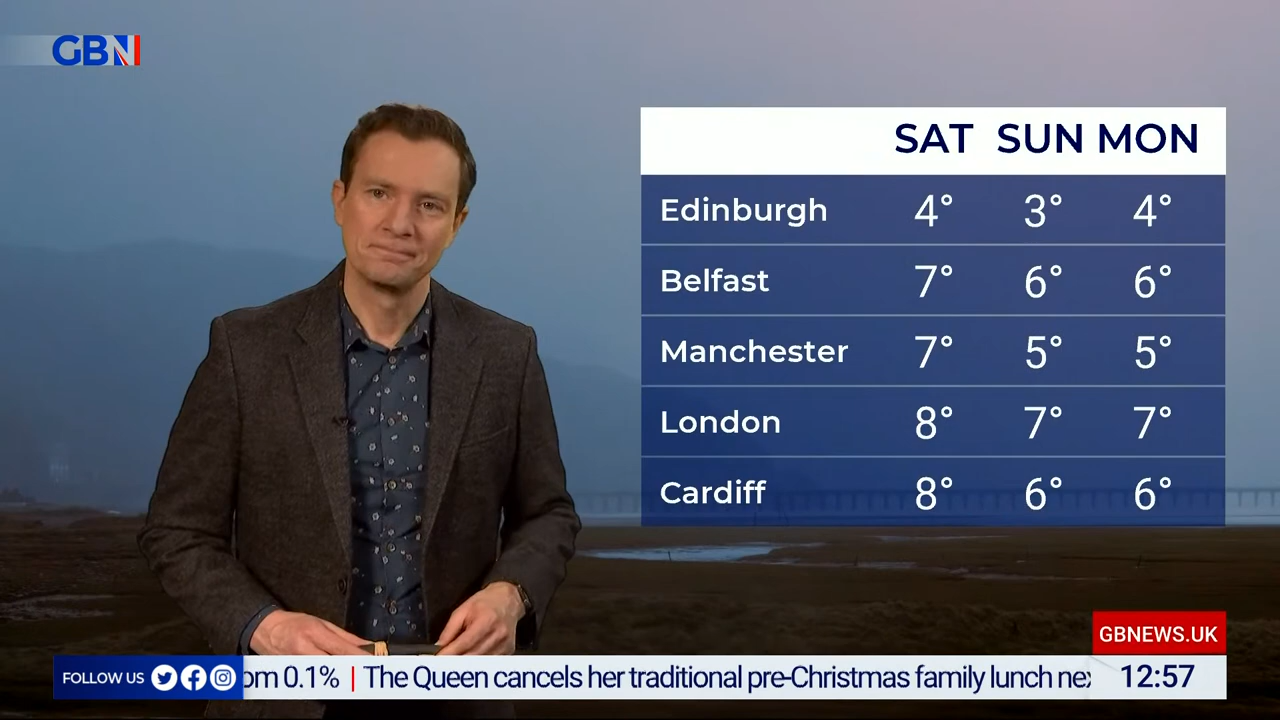 GBN
SAT SUN MON
Edinburgh 4° 3° 4°
Belfast 7° 6° 6°
Manchester 7° 5° 5°
London 8° 7° 7°
Cardiff 8° 6° 6°
GBNEWS.UK
FOLLOW US
om 0.1% | The Queen cancels her traditional pre-Christmas family lunch nex
12:57